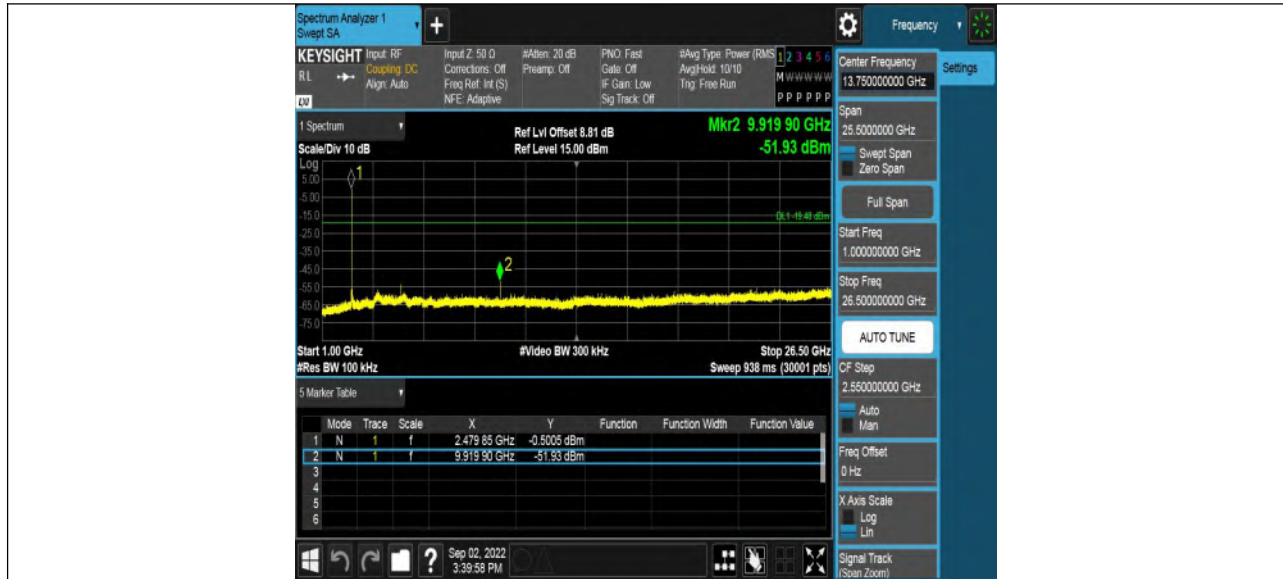 Spectrum Analyzer 1
Swept SA
+
Frequency
KEYSIGHT
RL
LXI
Input: RF
Coupling: DC
Align: Auto
Input Z: 50 Ω
Corrections: Off
Freq Ref: Int (S)
NFE: Adaptive
#Atten: 20 dB
Preamp: Off
PNO: Fast
Gate: Off
IF Gain: Low
Sig Track: Off
#Avg Type: Power (RMS
Avg|Hold: 10/10
Trig: Free Run
1 2 3 4 5 6
M W W W W W
P P P P P P
1 Spectrum
Scale/Div 10 dB
Ref Lvl Offset 8.81 dB
Ref Level 15.00 dBm
Mkr2 9.919 90 GHz
-51.93 dBm
Log
5.00
-5.00
-15.0
-25.0
-35.0
-45.0
-55.0
-65.0
-75.0
1
2
DL1 -19.48 dBm
Start 1.00 GHz
#Video BW 300 kHz
Stop 26.50 GHz
#Res BW 100 kHz
Sweep 938 ms (30001 pts)
5 Marker Table
Mode Trace Scale X Y Function Function Width Function Value
1 N 1 f 2.479 85 GHz -0.5005 dBm
2 N 1 f 9.919 90 GHz -51.93 dBm
3
4
5
6
?
Sep 02, 2022
3:39:58 PM
Center Frequency
13.750000000 GHz
Settings
Span
25.5000000 GHz
Swept Span
Zero Span
Full Span
Start Freq
1.000000000 GHz
Stop Freq
26.500000000 GHz
AUTO TUNE
CF Step
2.550000000 GHz
Auto
Man
Freq Offset
0 Hz
X Axis Scale
Log
Lin
Signal Track
(Span Zoom)